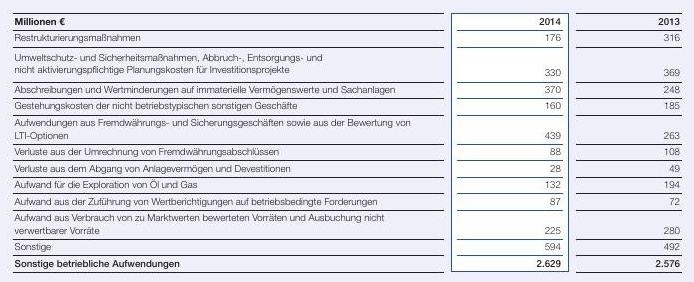 Millionen € 2014 2013
Restrukturierungsmaßnahmen 176 316
Umweltschutz- und Sicherheitsmaßnahmen, Abbruch-, Entsorgungs- und
nicht aktivierungspflichtige Planungskosten für Investitionsprojekte 330 369
Abschreibungen und Wertminderungen auf immaterielle Vermögenswerte und Sachanlagen 370 248
Gestehungskosten der nicht betriebstypischen sonstigen Geschäfte 160 185
Aufwendungen aus Fremdwährungs- und Sicherungsgeschäften sowie aus der Bewertung von
LTI-Optionen 439 263
Verluste aus der Umrechnung von Fremdwährungsabschlüssen 88 108
Verluste aus dem Abgang von Anlagevermögen und Devestitionen 28 49
Aufwand für die Exploration von Öl und Gas 132 194
Aufwand aus der Zuführung von Wertberichtigungen auf betriebsbedingte Forderungen 87 72
Aufwand aus Verbrauch von zu Marktwerten bewerteten Vorräten und Ausbuchung nicht
verwertbarer Vorräte 225 280
Sonstige 594 492
Sonstige betriebliche Aufwendungen 2.629 2.576